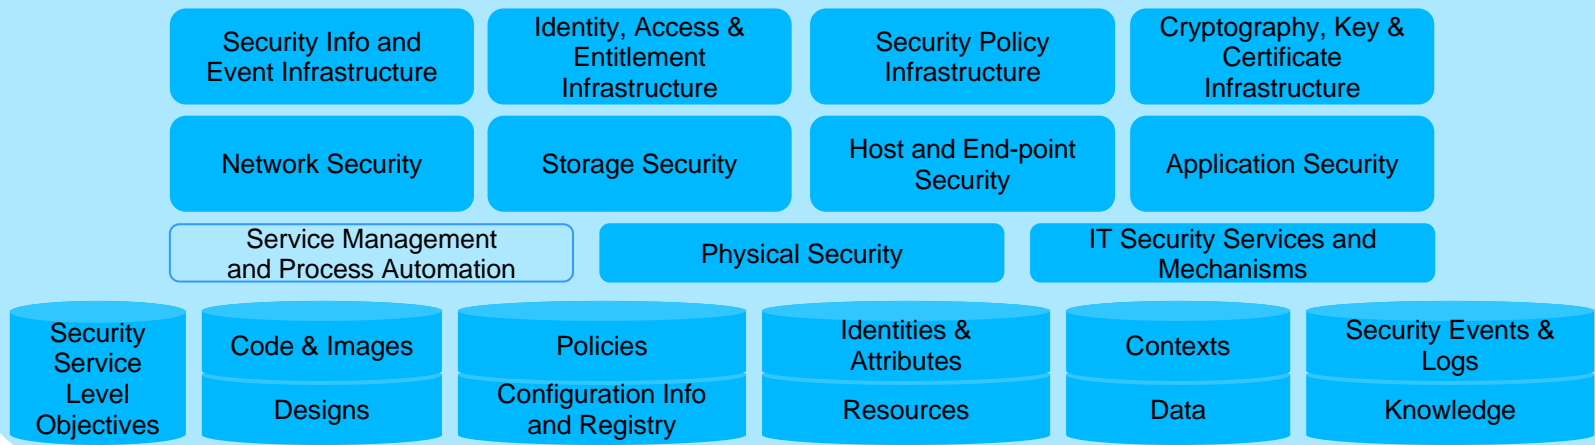 Security Info and
Event Infrastructure
Identity, Access &
Entitlement
Infrastructure
Security Policy
Infrastructure
Cryptography, Key &
Certificate
Infrastructure
Network Security
Storage Security
Host and End-point
Security
Application Security
Service Management
and Process Automation
Physical Security
IT Security Services and
Mechanisms
Security
Service
Level
Objectives
Code & Images
Designs
Policies
Configuration Info
and Registry
Identities &
Attributes
Resources
Contexts
Data
Security Events &
Logs
Knowledge